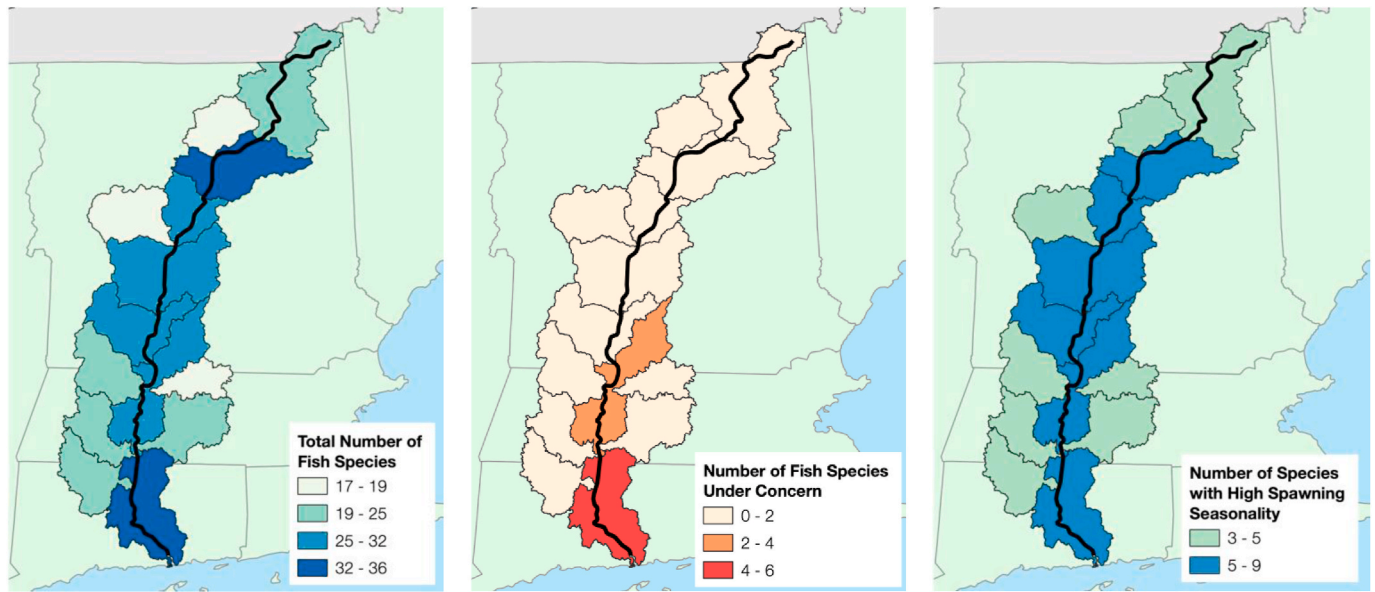 Total Number of
Fish Species
17 - 19
19 - 25
25 - 32
32 - 36
Number of Fish Species
Under Concern
0 - 2
2 - 4
4 - 6
Number of Species
with High Spawning
Seasonality
3 - 5
5 - 9